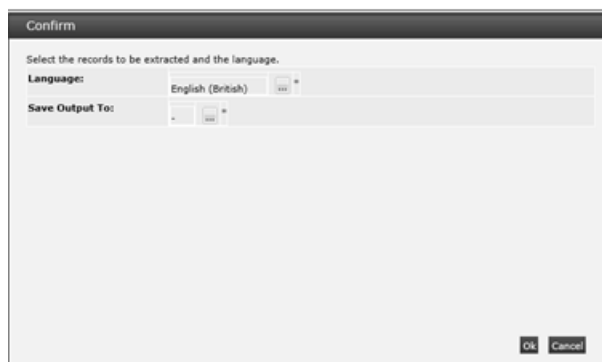 Confirm
Select the records to be extracted and the language.
Language: English (British) ... *
Save Output To: - ... *
Ok Cancel